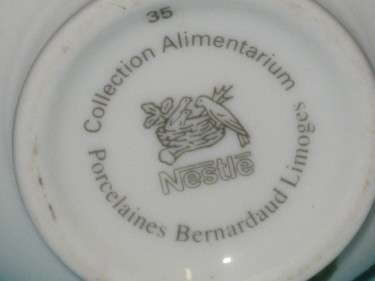 35
Collection Alimentarium
Nestlé
Porcelaines Bernardaud Limoges